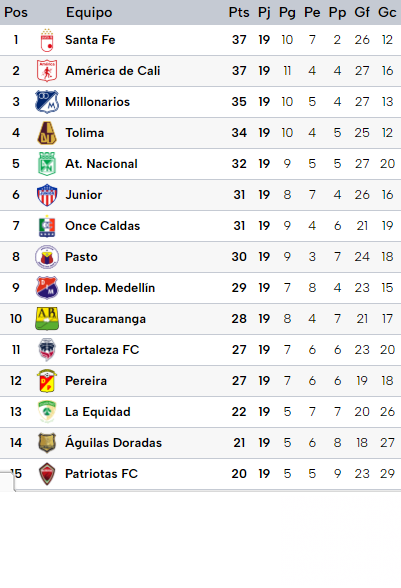 Pos Equipo Pts Pj Pg Pe Pp Gf Gc
1 Santa Fe 37 19 10 7 2 26 12
2 América de Cali 37 19 11 4 4 27 16
3 Millonarios 35 19 10 5 4 27 13
4 Tolima 34 19 10 4 5 25 12
5 At. Nacional 32 19 9 5 5 27 20
6 Junior 31 19 8 7 4 26 16
7 Once Caldas 31 19 9 4 6 21 19
8 Pasto 30 19 9 3 7 24 18
9 Indep. Medellín 29 19 7 8 4 23 15
10 Bucaramanga 28 19 8 4 7 21 17
11 Fortaleza FC 27 19 7 6 6 23 20
12 Pereira 27 19 7 6 6 19 18
13 La Equidad 22 19 5 7 7 20 26
14 Águilas Doradas 21 19 5 6 8 18 27
15 Patriotas FC 20 19 5 5 9 23 29